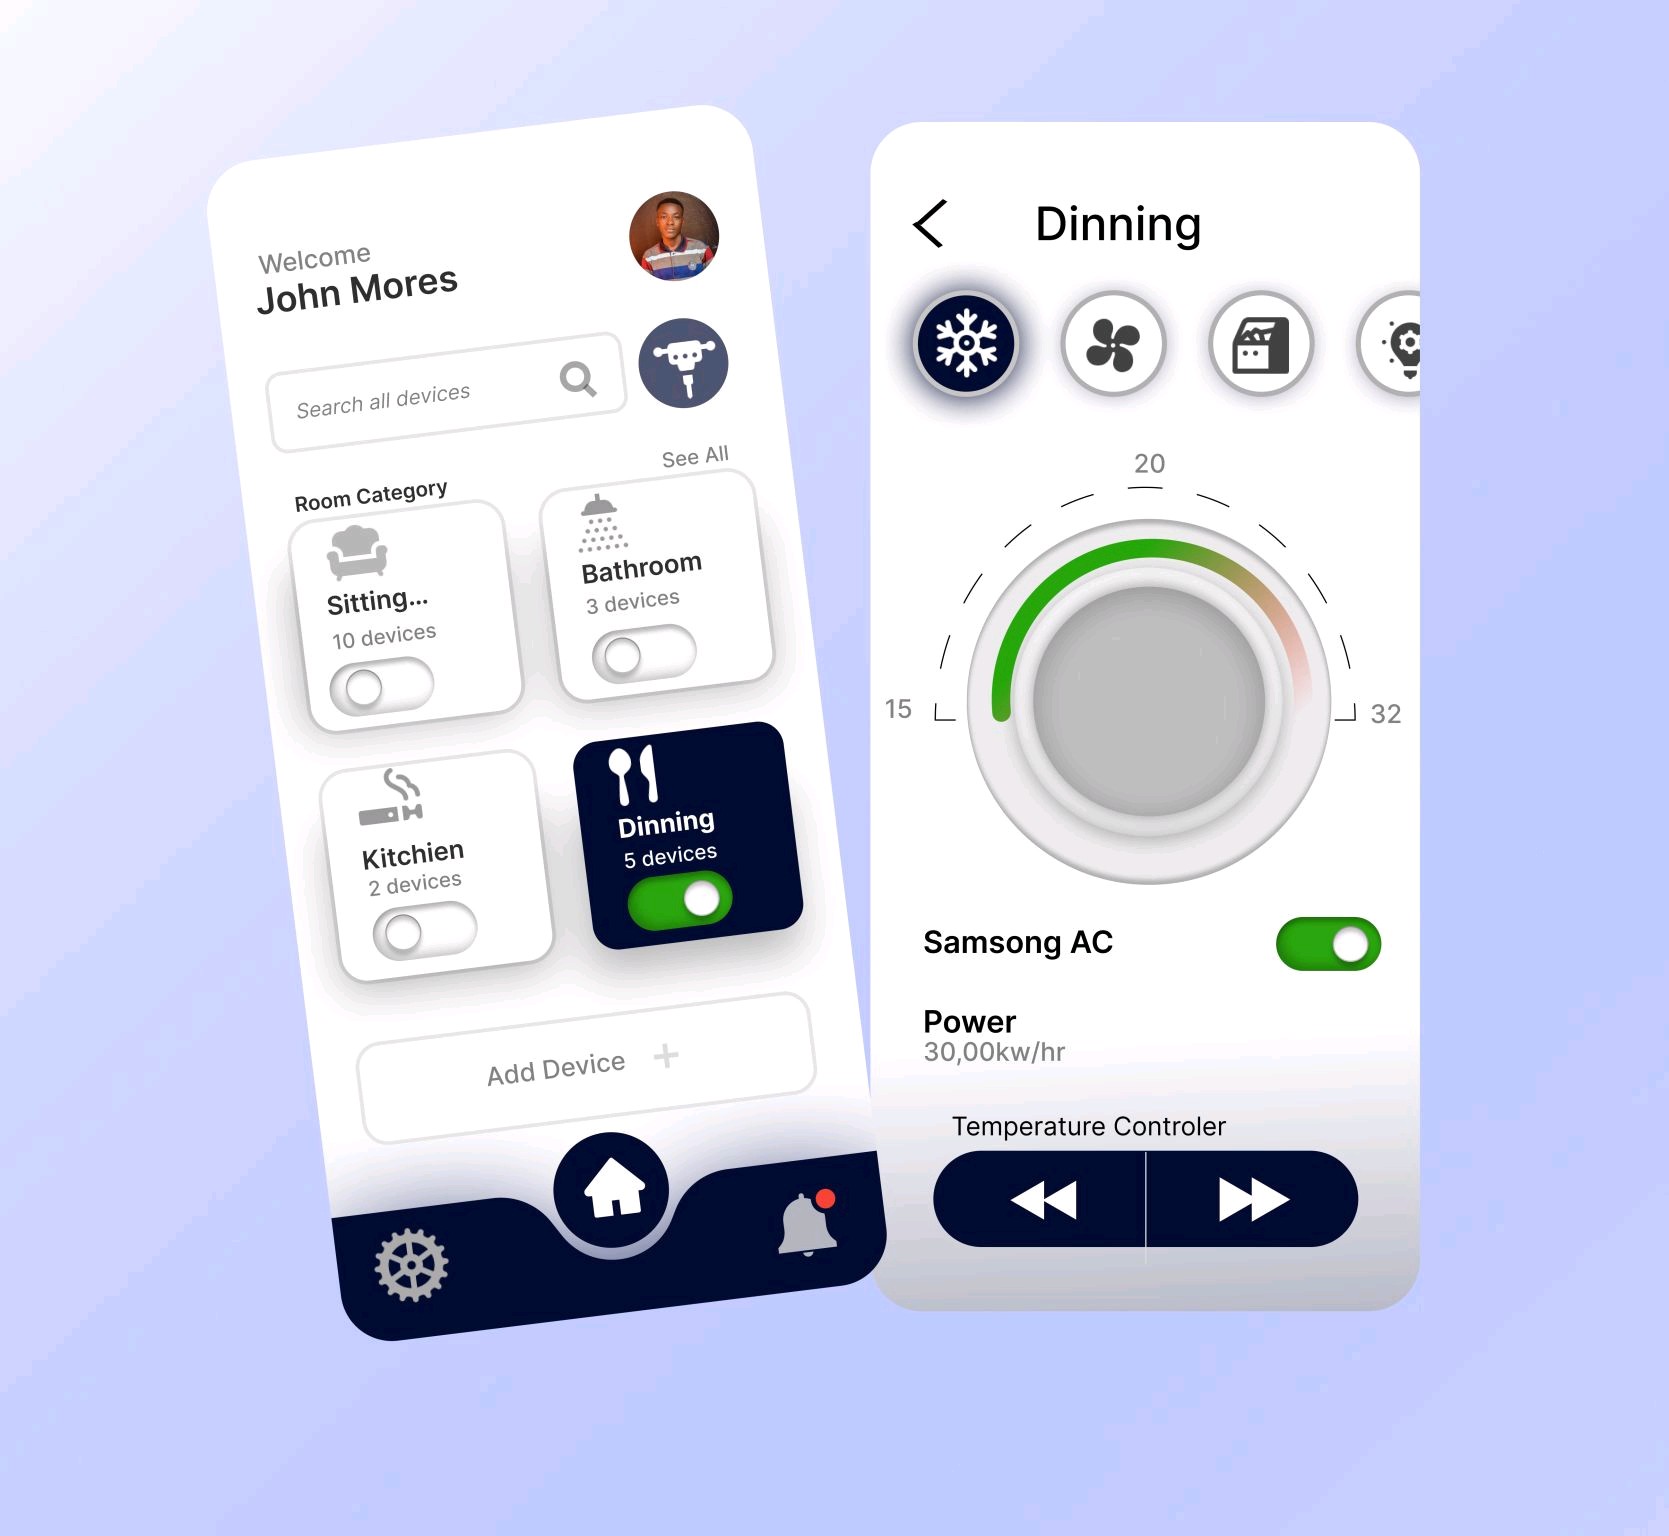 Welcome
John Mores
Search all devices
See All
Room Category
Sitting...
10 devices
Bathroom
3 devices
Kitchien
2 devices
Dinning
5 devices
Add Device +
Dinning
20
15
32
Samsong AC
Power
30,00kw/hr
Temperature Controler